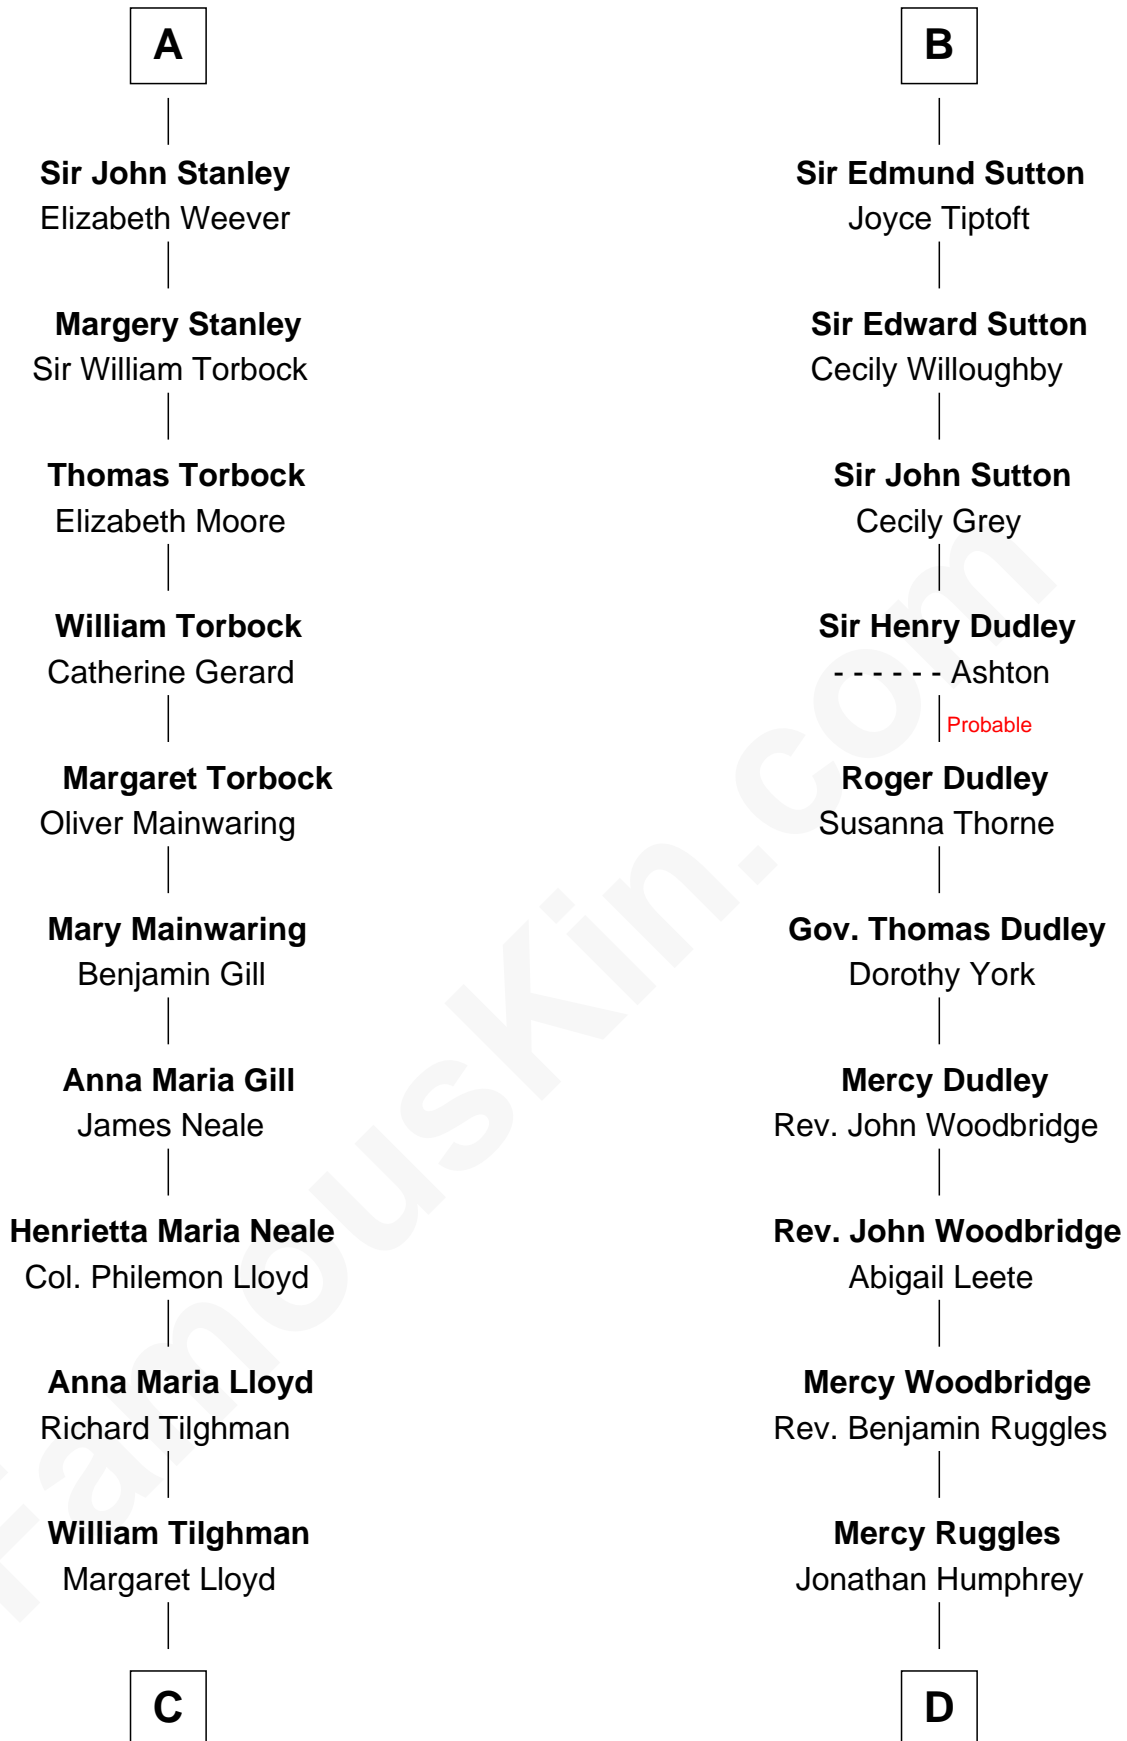 A
Sir John Stanley
Elizabeth Weever
Margery Stanley
Sir William Torbock
Thomas Torbock
Elizabeth Moore
William Torbock
Catherine Gerard
Margaret Torbock
Oliver Mainwaring
Mary Mainwaring
Benjamin Gill
Anna Maria Gill
James Neale
Henrietta Maria Neale
Col. Philemon Lloyd
Anna Maria Lloyd
Richard Tilghman
William Tilghman
Margaret Lloyd
C
B
Sir Edmund Sutton
Joyce Tiptoft
Sir Edward Sutton
Cecily Willoughby
Sir John Sutton
Cecily Grey
Sir Henry Dudley
- - - - - - Ashton
Probable
Roger Dudley
Susanna Thorne
Gov. Thomas Dudley
Dorothy York
Mercy Dudley
Rev. John Woodbridge
Rev. John Woodbridge
Abigail Leete
Mercy Woodbridge
Rev. Benjamin Ruggles
Mercy Ruggles
Jonathan Humphrey
D
FamousKin.com